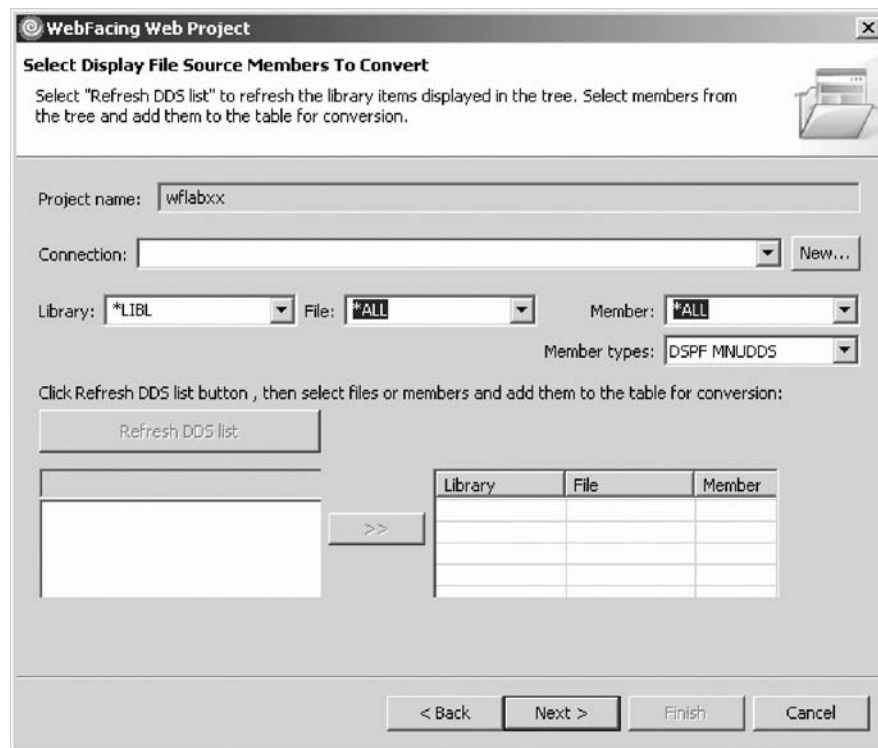 WebFacing Web Project
Select Display File Source Members To Convert
Select "Refresh DDS list" to refresh the library items displayed in the tree. Select members from
the tree and add them to the table for conversion.
Project name: wflabxx
Connection: New...
Library: *LIBL File: *ALL Member: *ALL
Member types: DSPF MNUDDS
Click Refresh DDS list button , then select files or members and add them to the table for conversion:
Refresh DDS list
Library File Member
>>
< Back Next > Finish Cancel